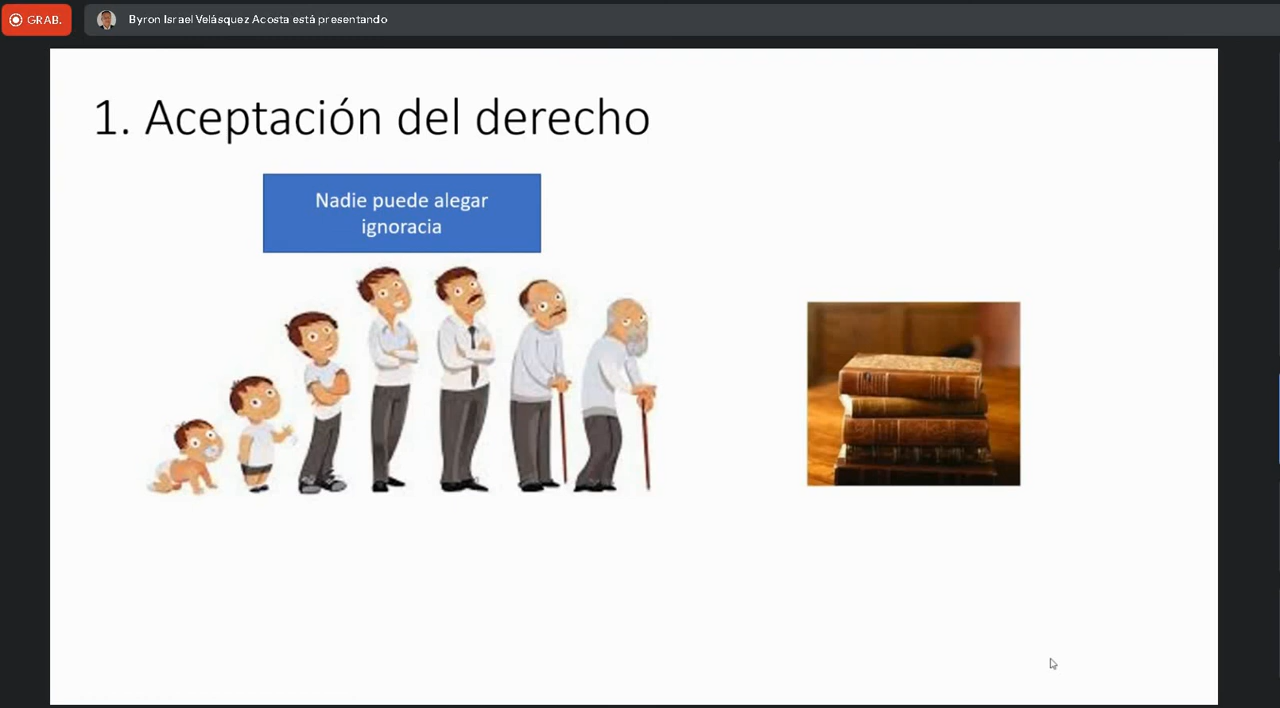 GRAB.
Byron Israel Velásquez Acosta está presentando
1. Aceptación del derecho
Nadie puede alegar
ignoracia